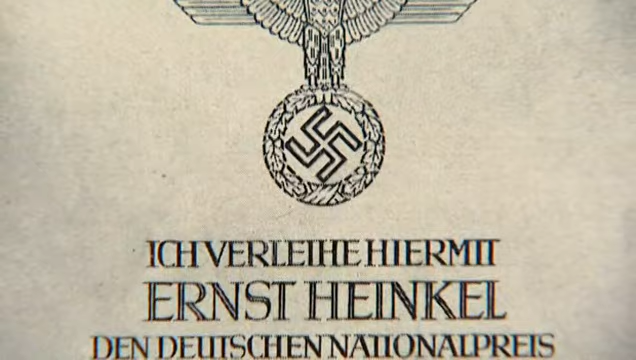 ICH VERLEIHE HIERMIT
ERNST HEINKEL
DEN DEUTSCHEN NATIONALPREIS